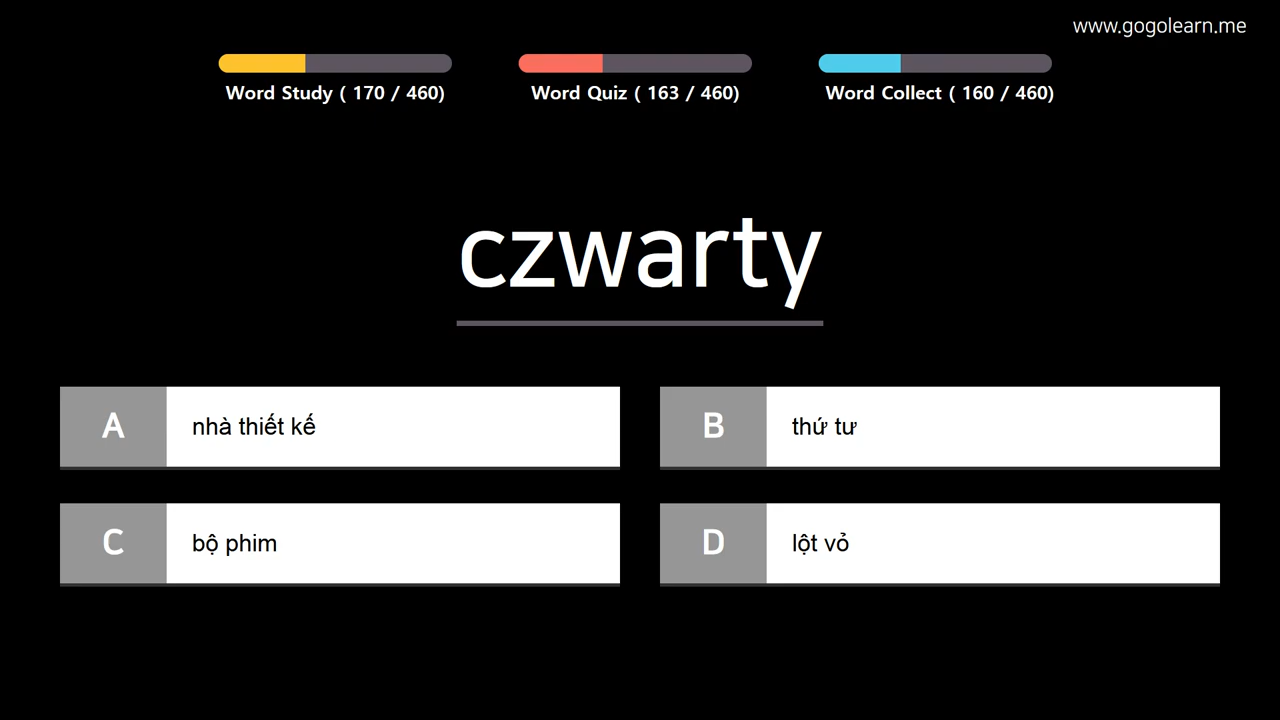 www.gogolearn.me
Word Study ( 170 / 460)
Word Quiz ( 163 / 460)
Word Collect ( 160 / 460)
czwarty
A nhà thiết kế
B thứ tư
C bộ phim
D lột vỏ